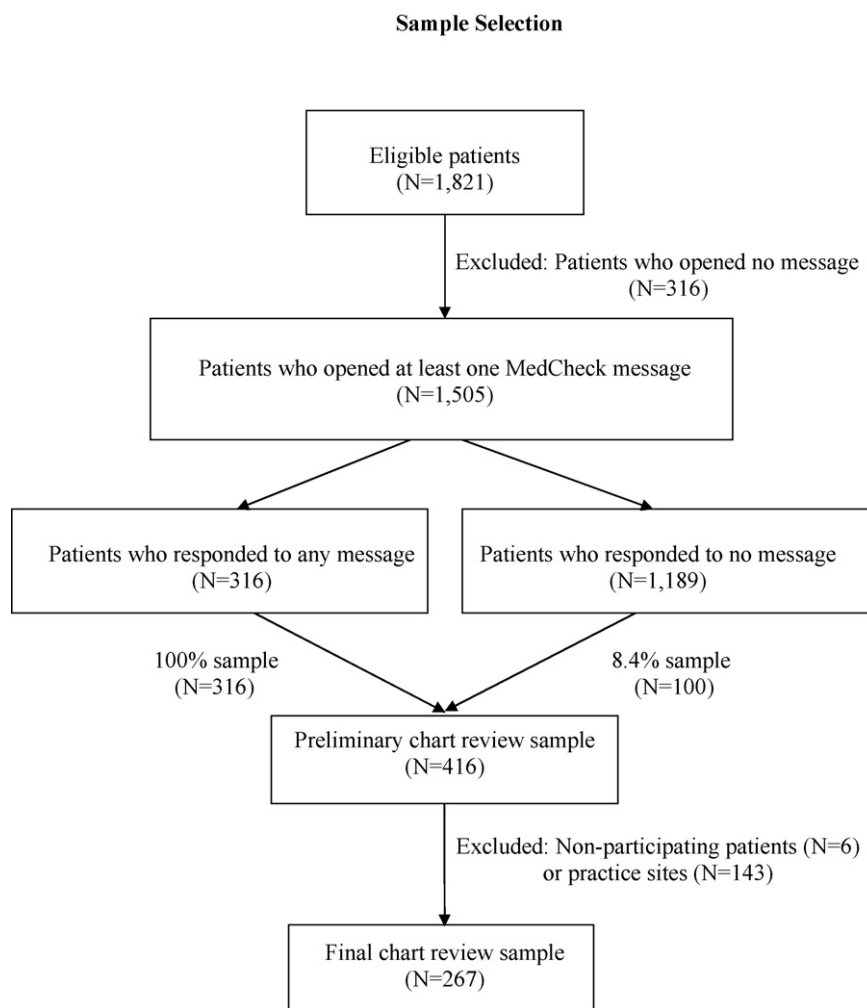 Sample Selection
Eligible patients
(N=1,821)
Excluded: Patients who opened no message
(N=316)
Patients who opened at least one MedCheck message
(N=1,505)
Patients who responded to any message
(N=316)
Patients who responded to no message
(N=1,189)
100% sample
(N=316)
8.4% sample
(N=100)
Preliminary chart review sample
(N=416)
Excluded: Non-participating patients (N=6)
or practice sites (N=143)
Final chart review sample
(N=267)